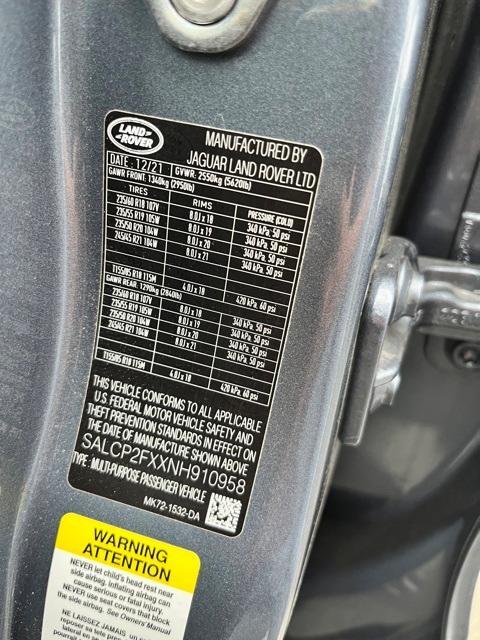 LAND
ROVER
MANUFACTURED BY
JAGUAR LAND ROVER LTD
DATE: 12/21 GVWR: 2550kg (5620lb)
GAWR FRONT: 1340kg (2950lb)
TIRES RIMS PRESSURE (COLD)
235/60 R18 107V 8.0J x 18 340 kPa, 50 psi
235/55 R19 105W 8.0J x 19 340 kPa, 50 psi
235/50 R20 104W 8.0J x 20 340 kPa, 50 psi
245/45 R21 104W 8.0J x 21 340 kPa, 50 psi
T155/85 R18 115M 4.0J x 18 420 kPa, 60 psi
GAWR REAR: 1290kg (2840lb)
235/60 R18 107V 8.0J x 18 340 kPa, 50 psi
235/55 R19 105W 8.0J x 19 340 kPa, 50 psi
235/50 R20 104W 8.0J x 20 340 kPa, 50 psi
245/45 R21 104W 8.0J x 21 340 kPa, 50 psi
T155/85 R18 115M 4.0J x 18 420 kPa, 60 psi
THIS VEHICLE CONFORMS TO ALL APPLICABLE
U.S. FEDERAL MOTOR VEHICLE SAFETY AND
THEFT PREVENTION STANDARDS IN EFFECT ON
THE DATE OF MANUFACTURE SHOWN ABOVE
SALCP2FXXNH910958
TYPE: MULTI-PURPOSE PASSENGER VEHICLE
MK72-1532-DA
WARNING
ATTENTION
NEVER let child's head rest near
side airbag. Inflating airbag can
cause serious or fatal injury.
NEVER use seat covers that block
the side airbag. See Owners Manual
NE LAISSEZ JAMAIS
reposer sa tete
pourrait